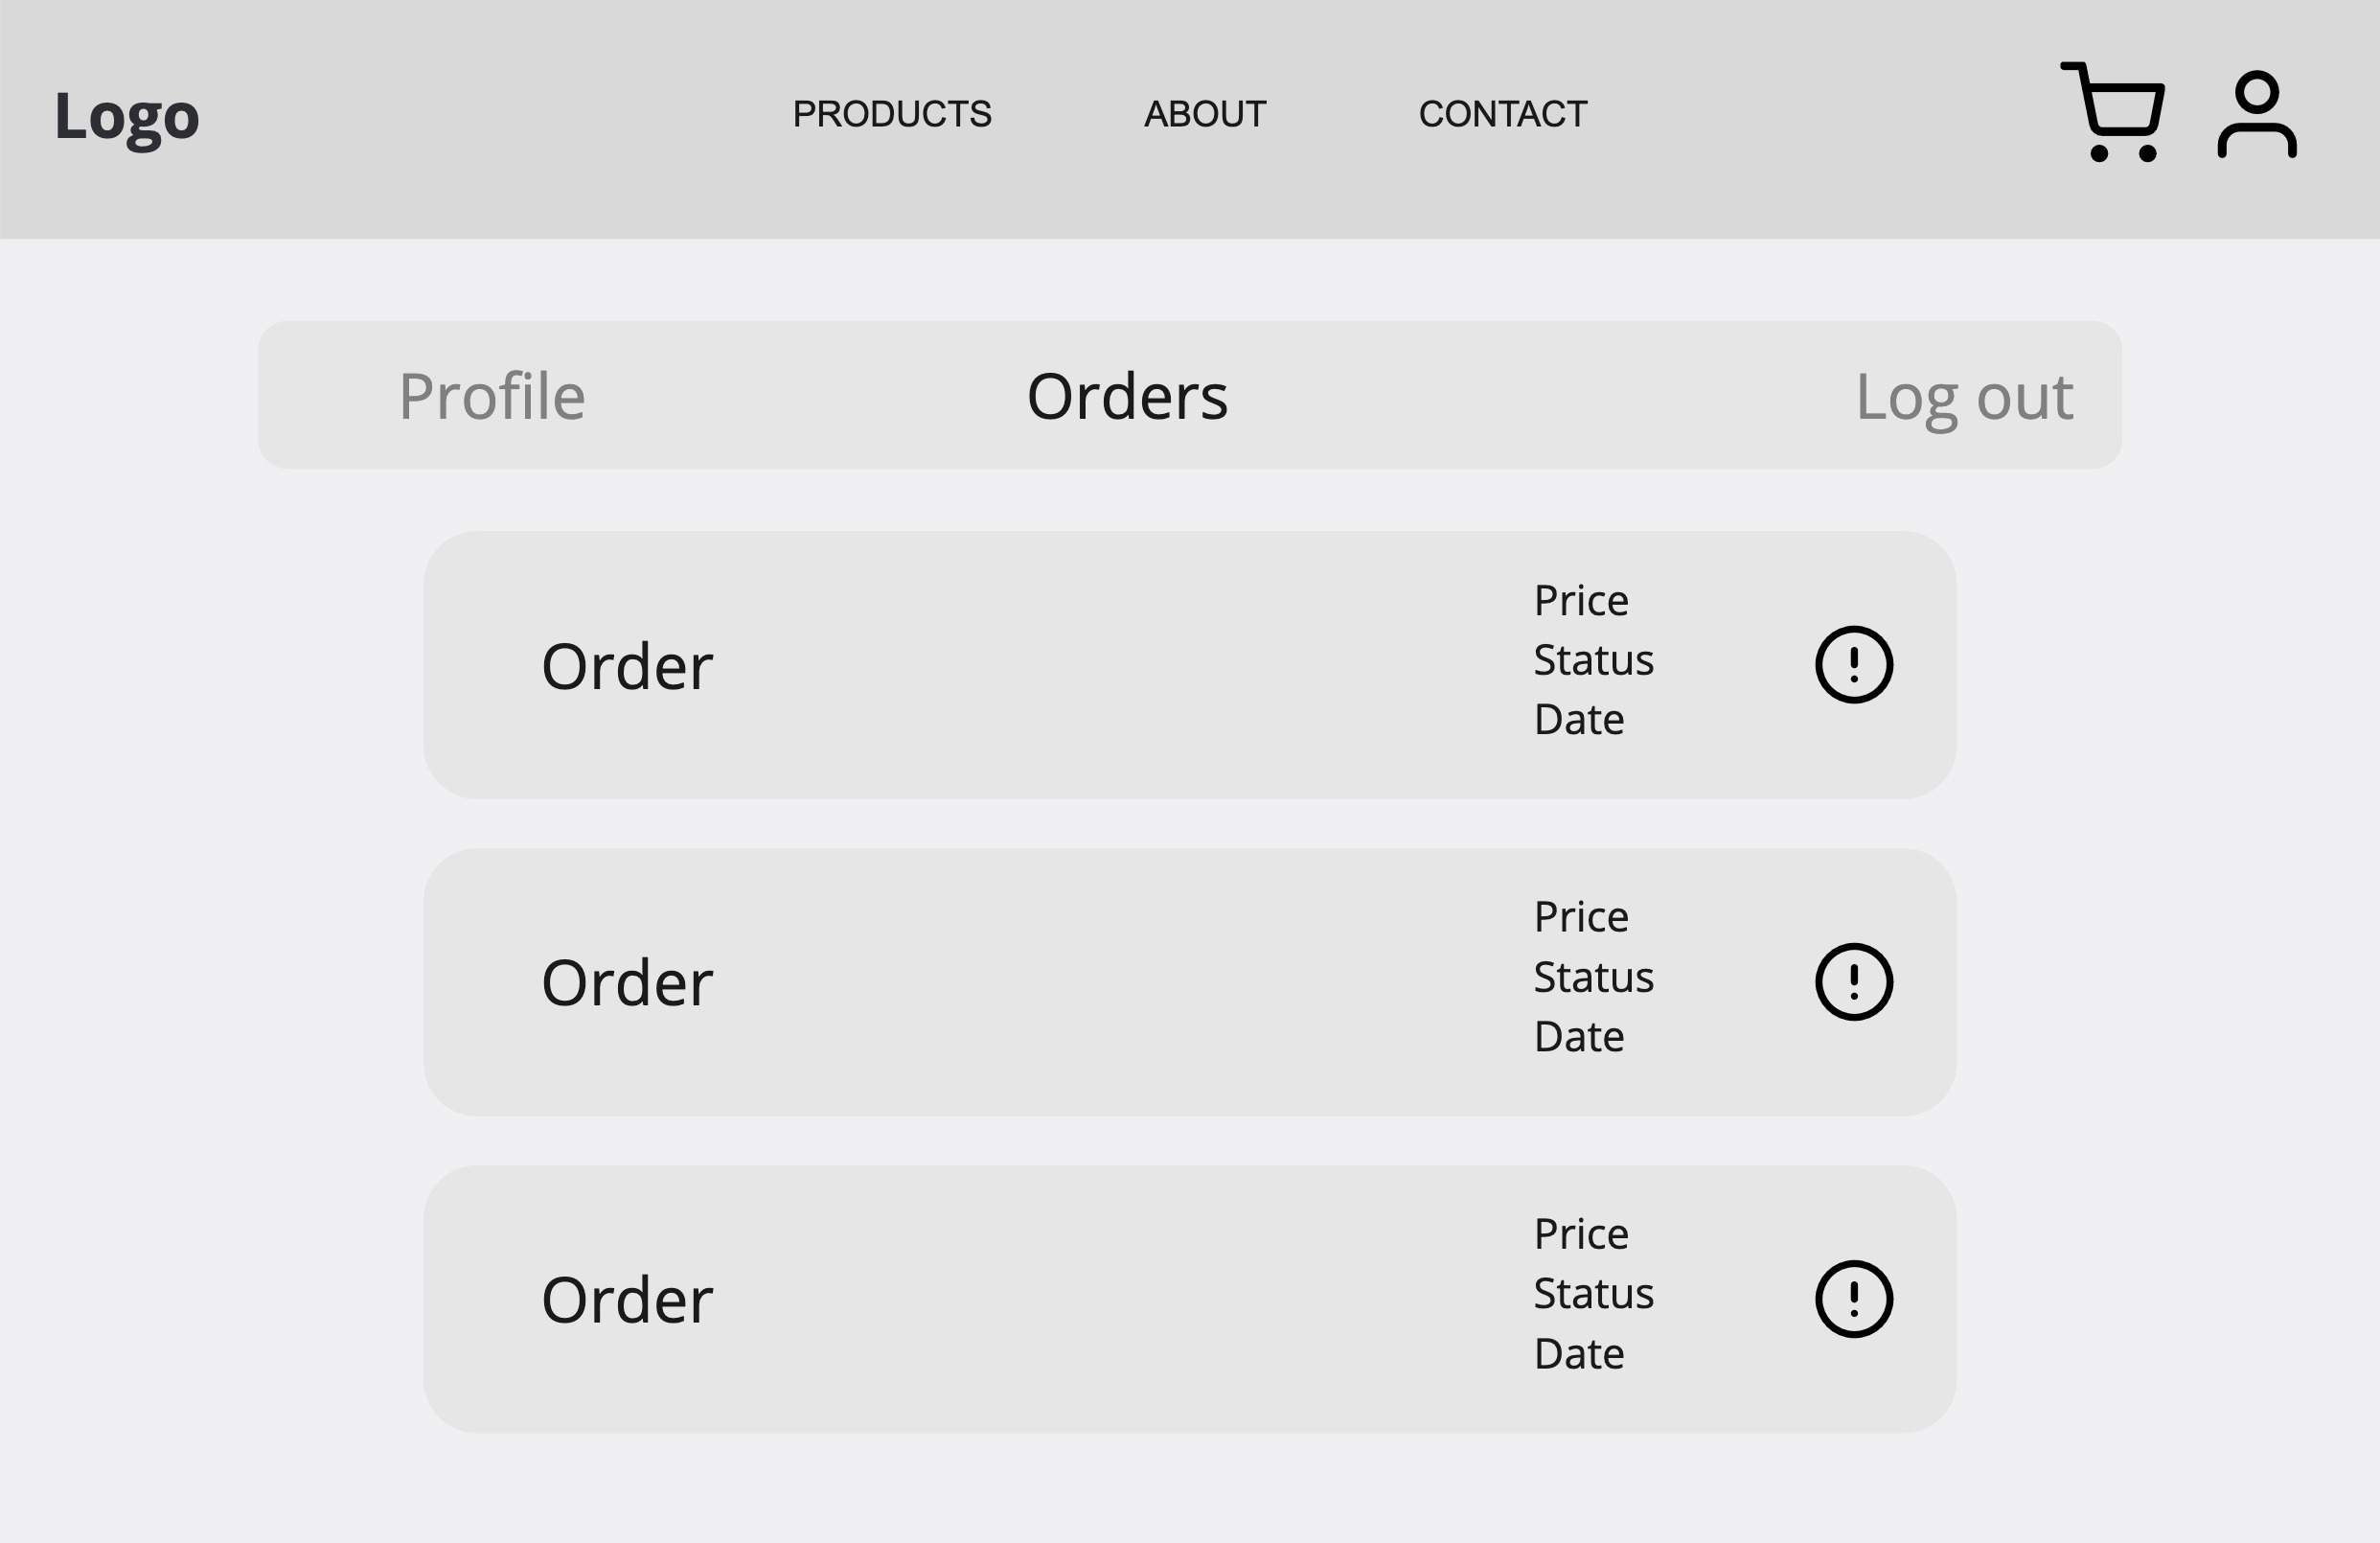 Logo
PRODUCTS ABOUT CONTACT
Profile Orders Log out
Order
Price
Status
Date
Order
Price
Status
Date
Order
Price
Status
Date